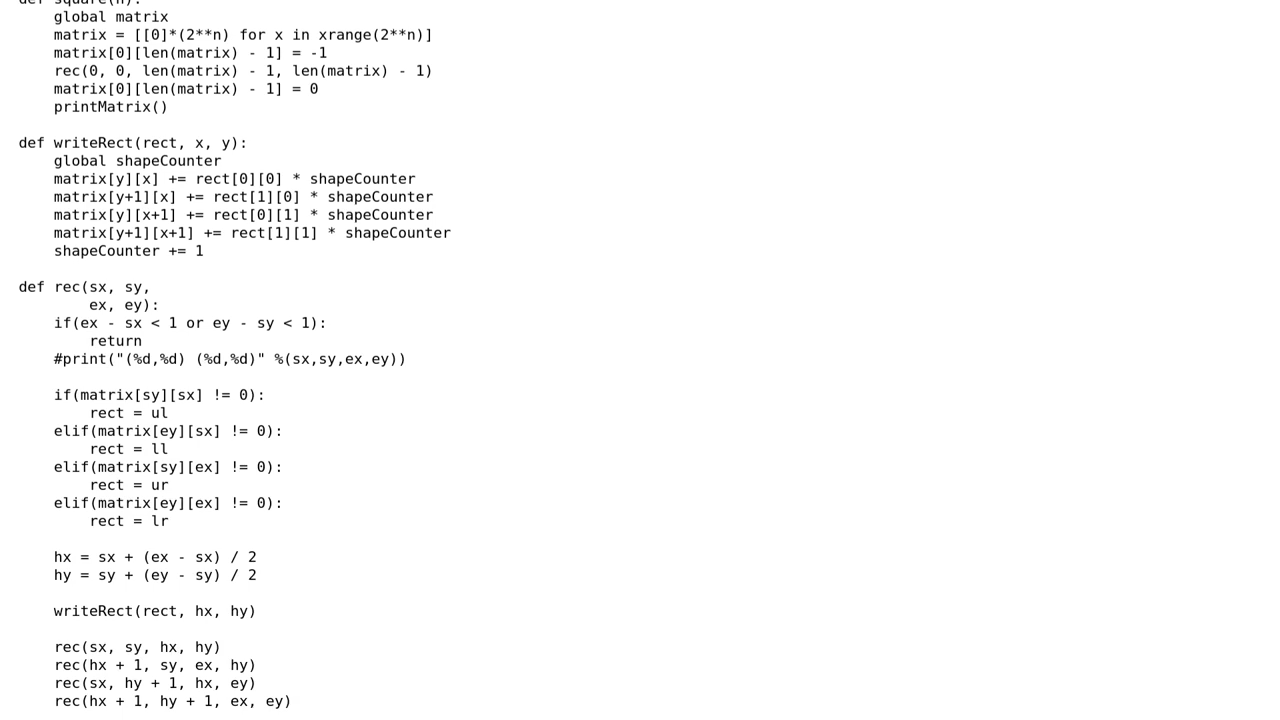 def square(n):
    global matrix
    matrix = [[0]*(2**n) for x in xrange(2**n)]
    matrix[0][len(matrix) - 1] = -1
    rec(0, 0, len(matrix) - 1, len(matrix) - 1)
    matrix[0][len(matrix) - 1] = 0
    printMatrix()

def writeRect(rect, x, y):
    global shapeCounter
    matrix[y][x] += rect[0][0] * shapeCounter
    matrix[y+1][x] += rect[1][0] * shapeCounter
    matrix[y][x+1] += rect[0][1] * shapeCounter
    matrix[y+1][x+1] += rect[1][1] * shapeCounter
    shapeCounter += 1

def rec(sx, sy,
        ex, ey):
    if(ex - sx < 1 or ey - sy < 1):
        return
    #print("(%d,%d) (%d,%d)" %(sx,sy,ex,ey))

    if(matrix[sy][sx] != 0):
        rect = ul
    elif(matrix[ey][sx] != 0):
        rect = ll
    elif(matrix[sy][ex] != 0):
        rect = ur
    elif(matrix[ey][ex] != 0):
        rect = lr

    hx = sx + (ex - sx) / 2
    hy = sy + (ey - sy) / 2

    writeRect(rect, hx, hy)

    rec(sx, sy, hx, hy)
    rec(hx + 1, sy, ex, hy)
    rec(sx, hy + 1, hx, ey)
    rec(hx + 1, hy + 1, ex, ey)